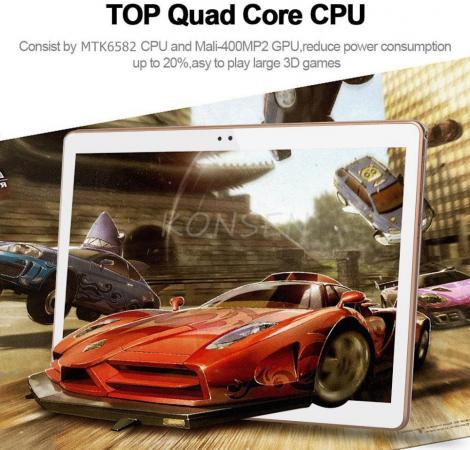 TOP Quad Core CPU
Consist by MTK6582 CPU and Mali-400MP2 GPU,reduce power consumption
up to 20%,asy to play large 3D games
KONSEN